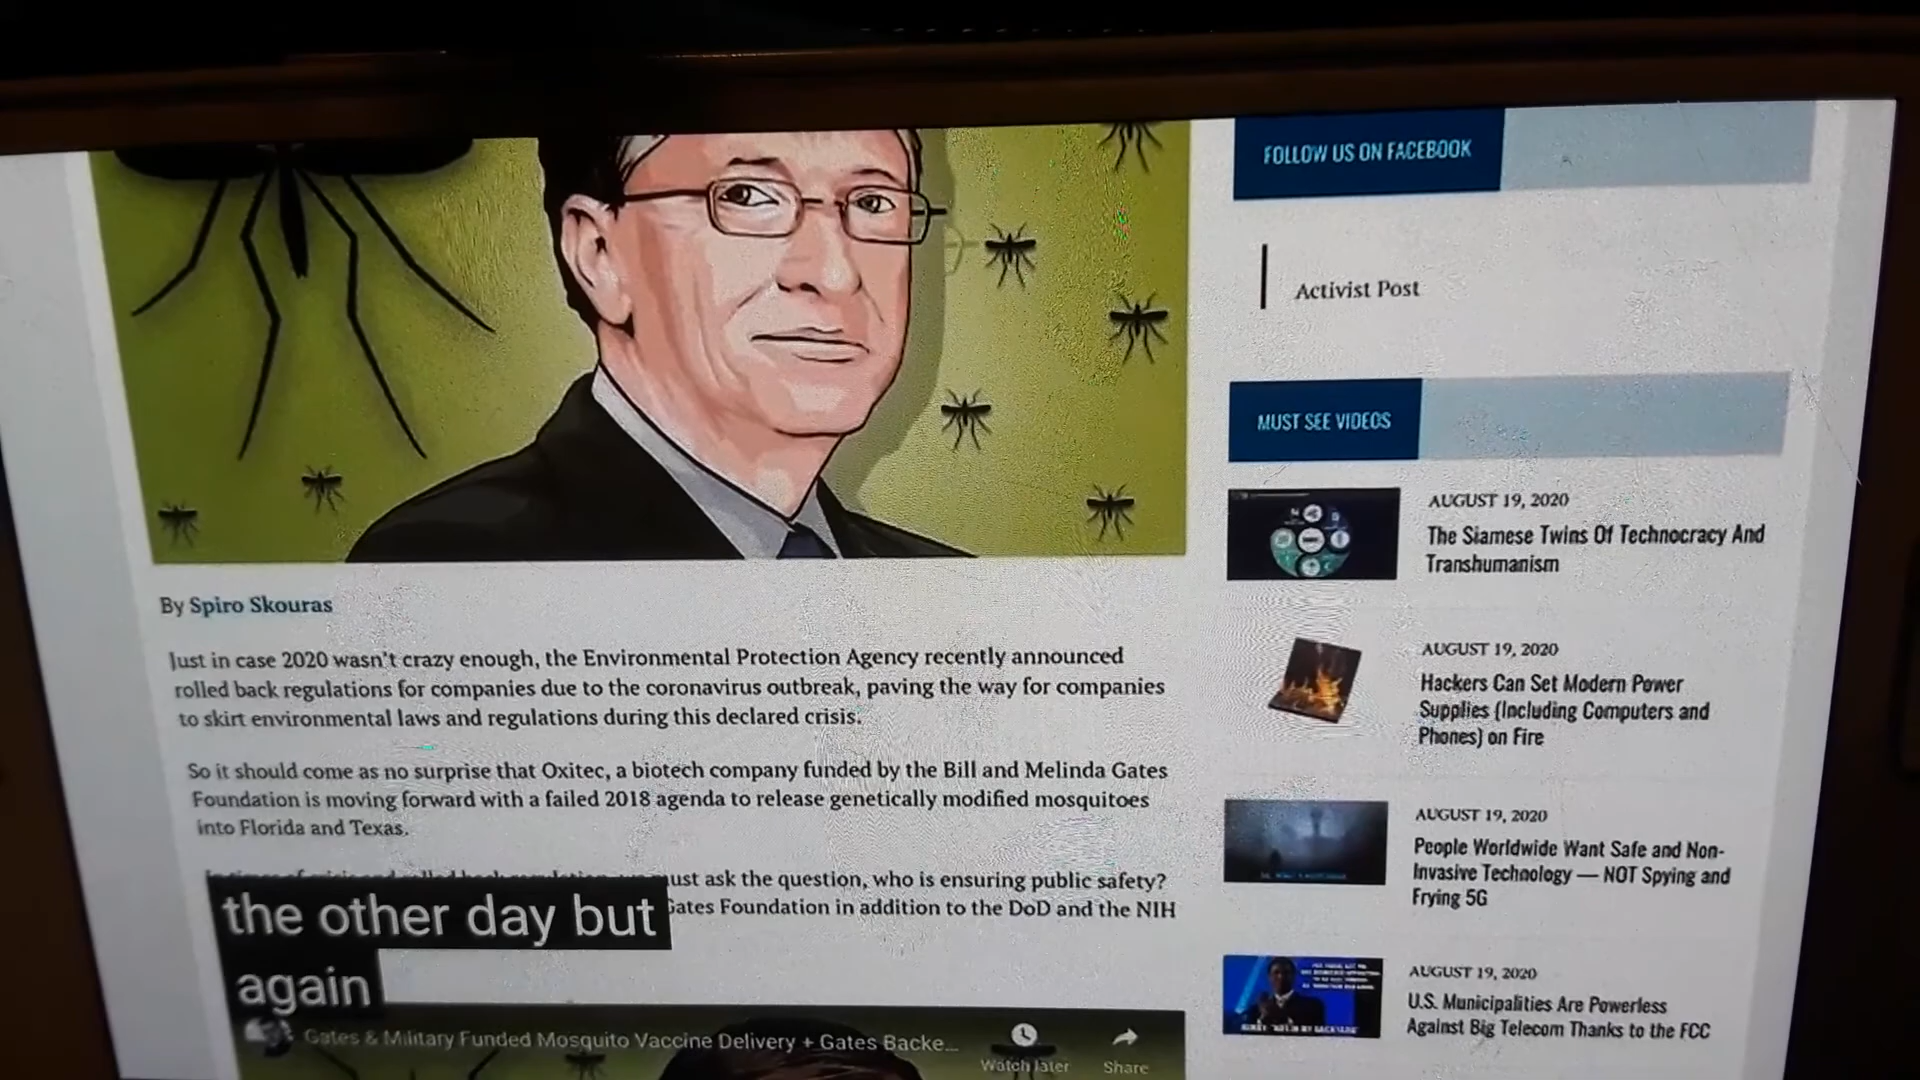 FOLLOW US ON FACEBOOK
Activist Post
MUST SEE VIDEOS
AUGUST 19, 2020
The Siamese Twins Of Technocracy And
Transhumanism
AUGUST 19, 2020
Hackers Can Set Modern Power
Supplies (Including Computers and
Phones) on Fire
AUGUST 19, 2020
People Worldwide Want Safe and Non-
Invasive Technology — NOT Spying and
Frying 5G
AUGUST 19, 2020
U.S. Municipalities Are Powerless
Against Big Telecom Thanks to the FCC
By Spiro Skouras
Just in case 2020 wasn't crazy enough, the Environmental Protection Agency recently announced
rolled back regulations for companies due to the coronavirus outbreak, paving the way for companies
to skirt environmental laws and regulations during this declared crisis.
So it should come as no surprise that Oxitec, a biotech company funded by the Bill and Melinda Gates
Foundation is moving forward with a failed 2018 agenda to release genetically modified mosquitoes
into Florida and Texas.
ask the question, who is ensuring public safety?
Gates Foundation in addition to the DoD and the NIH
the other day but
again
Gates & Military Funded Mosquito Vaccine Delivery + Gates Backe...
Watch later
Share